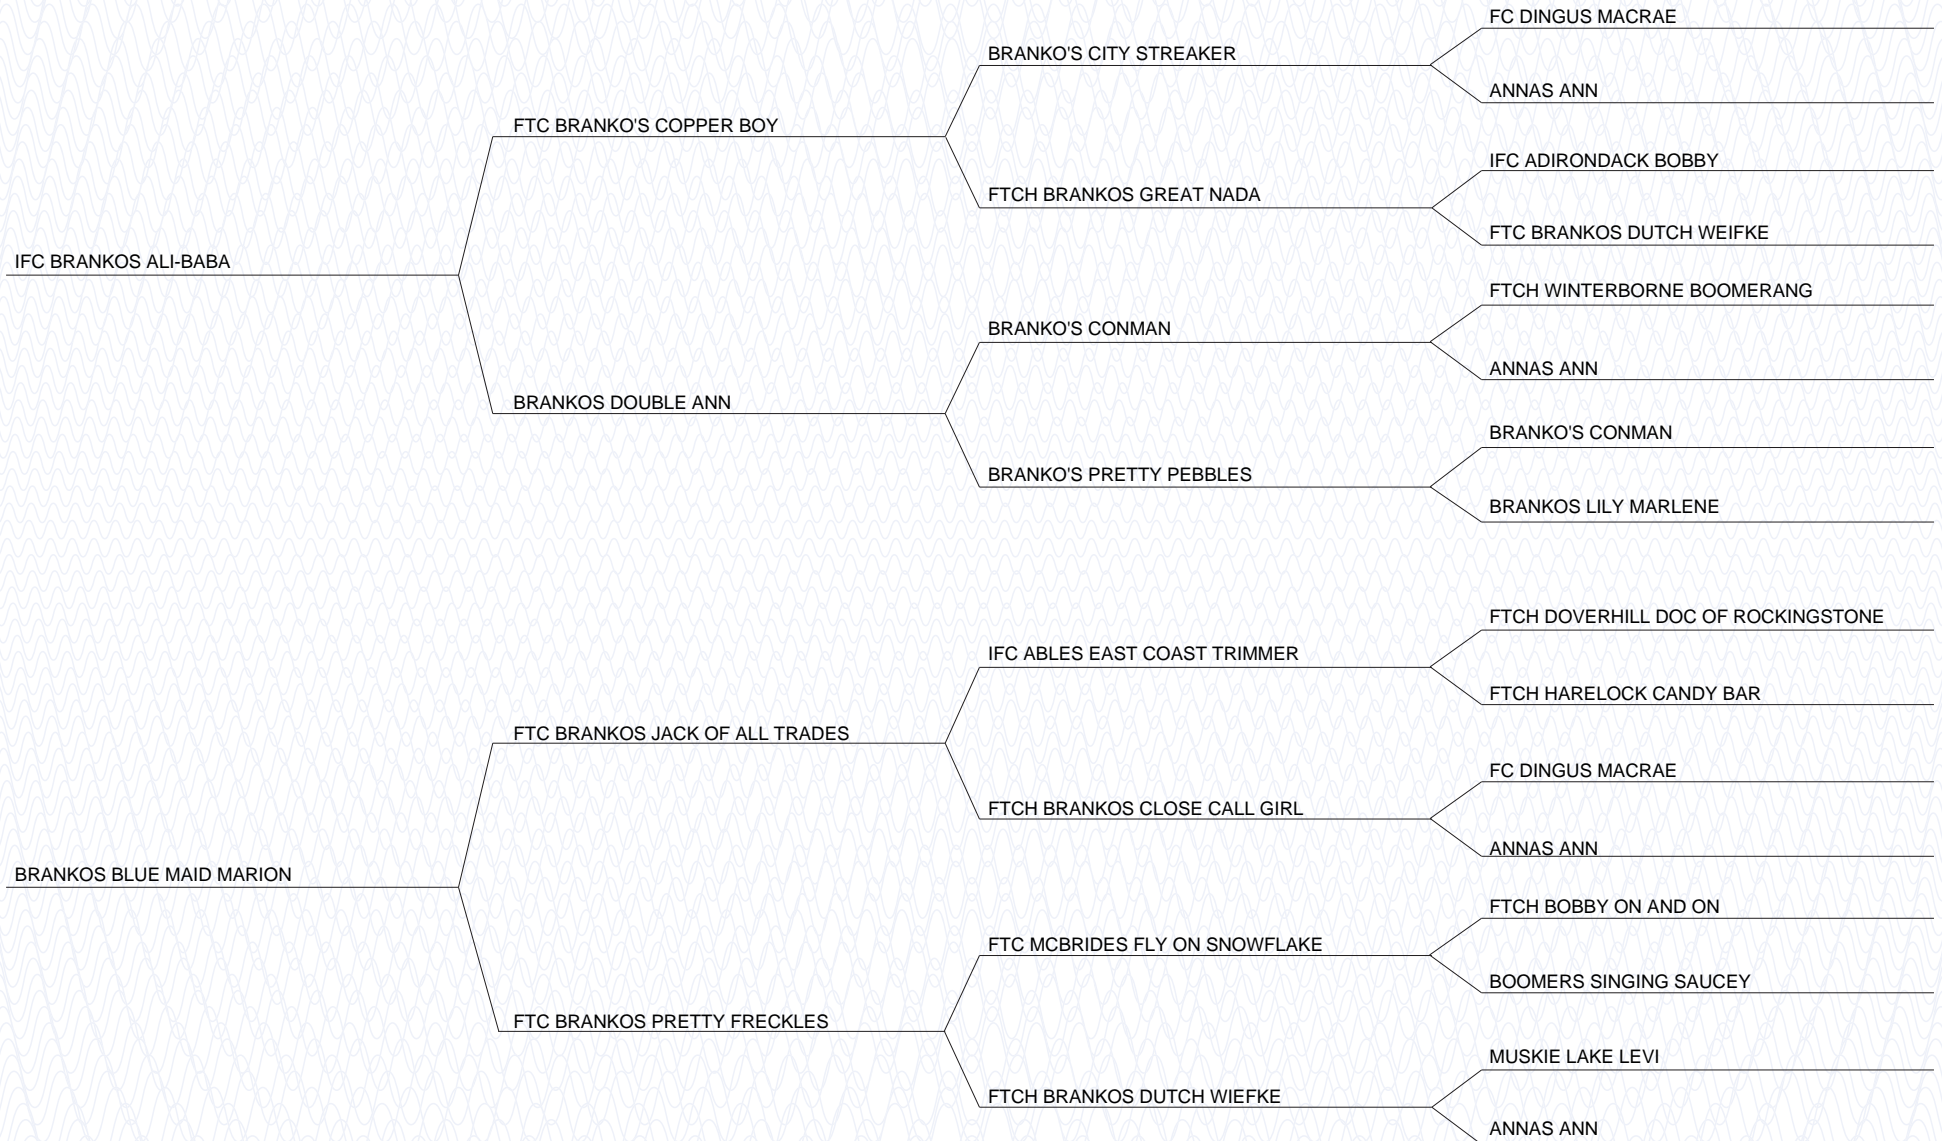 FC DINGUS MACRAE
BRANKO'S CITY STREAKER
ANNAS ANN
FTC BRANKO'S COPPER BOY
IFC ADIRONDACK BOBBY
FTCH BRANKOS GREAT NADA
FTC BRANKOS DUTCH WEIFKE
IFC BRANKOS ALI-BABA
FTCH WINTERBORNE BOOMERANG
BRANKO'S CONMAN
ANNAS ANN
BRANKOS DOUBLE ANN
BRANKO'S CONMAN
BRANKO'S PRETTY PEBBLES
BRANKOS LILY MARLENE
FTCH DOVERHILL DOC OF ROCKINGSTONE
IFC ABLES EAST COAST TRIMMER
FTCH HARELOCK CANDY BAR
FTC BRANKOS JACK OF ALL TRADES
FC DINGUS MACRAE
FTCH BRANKOS CLOSE CALL GIRL
ANNAS ANN
BRANKOS BLUE MAID MARION
FTCH BOBBY ON AND ON
FTC MCBRIDES FLY ON SNOWFLAKE
BOOMERS SINGING SAUCEY
FTC BRANKOS PRETTY FRECKLES
MUSKIE LAKE LEVI
FTCH BRANKOS DUTCH WIEFKE
ANNAS ANN